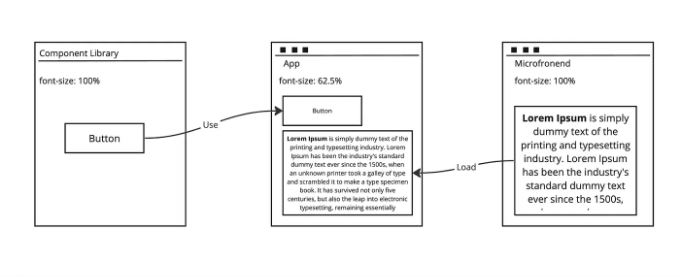 Component Library
font-size: 100%
Button
Use
App
font-size: 62.5%
Button
Lorem Ipsum is simply dummy text of the
printing and typesetting industry. Lorem
Ipsum has been the industry's standard
dummy text ever since the 1500s, when
an unknown printer took a galley of type
and scrambled it to make a type specimen
book. It has survived not only five
centuries, but also the leap into electronic
typesetting, remaining essentially
Load
Microfronend
font-size: 100%
Lorem Ipsum is simply
dummy text of the
printing and typesetting
industry. Lorem Ipsum
has been the industry's
standard dummy text
ever since the 1500s,